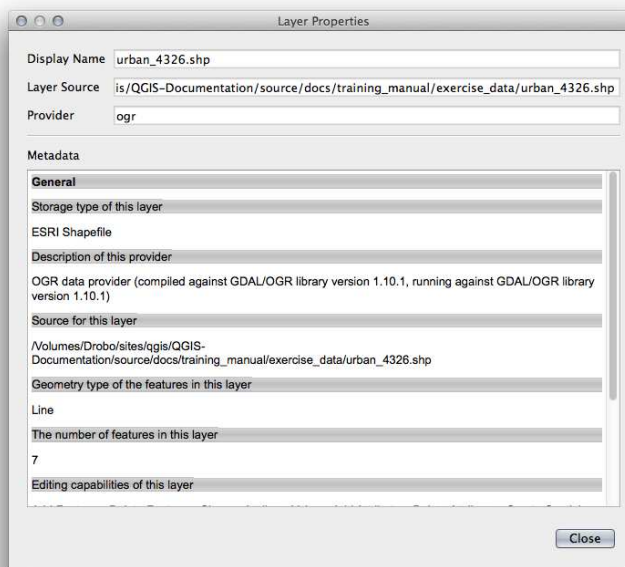 Layer Properties
Display Name urban_4326.shp
Layer Source is/QGIS-Documentation/source/docs/training_manual/exercise_data/urban_4326.shp
Provider ogr
Metadata
General
Storage type of this layer
ESRI Shapefile
Description of this provider
OGR data provider (compiled against GDAL/OGR library version 1.10.1, running against GDAL/OGR library
version 1.10.1)
Source for this layer
/Volumes/Drobo/sites/qgis/QGIS-
Documentation/source/docs/training_manual/exercise_data/urban_4326.shp
Geometry type of the features in this layer
Line
The number of features in this layer
7
Editing capabilities of this layer
Close